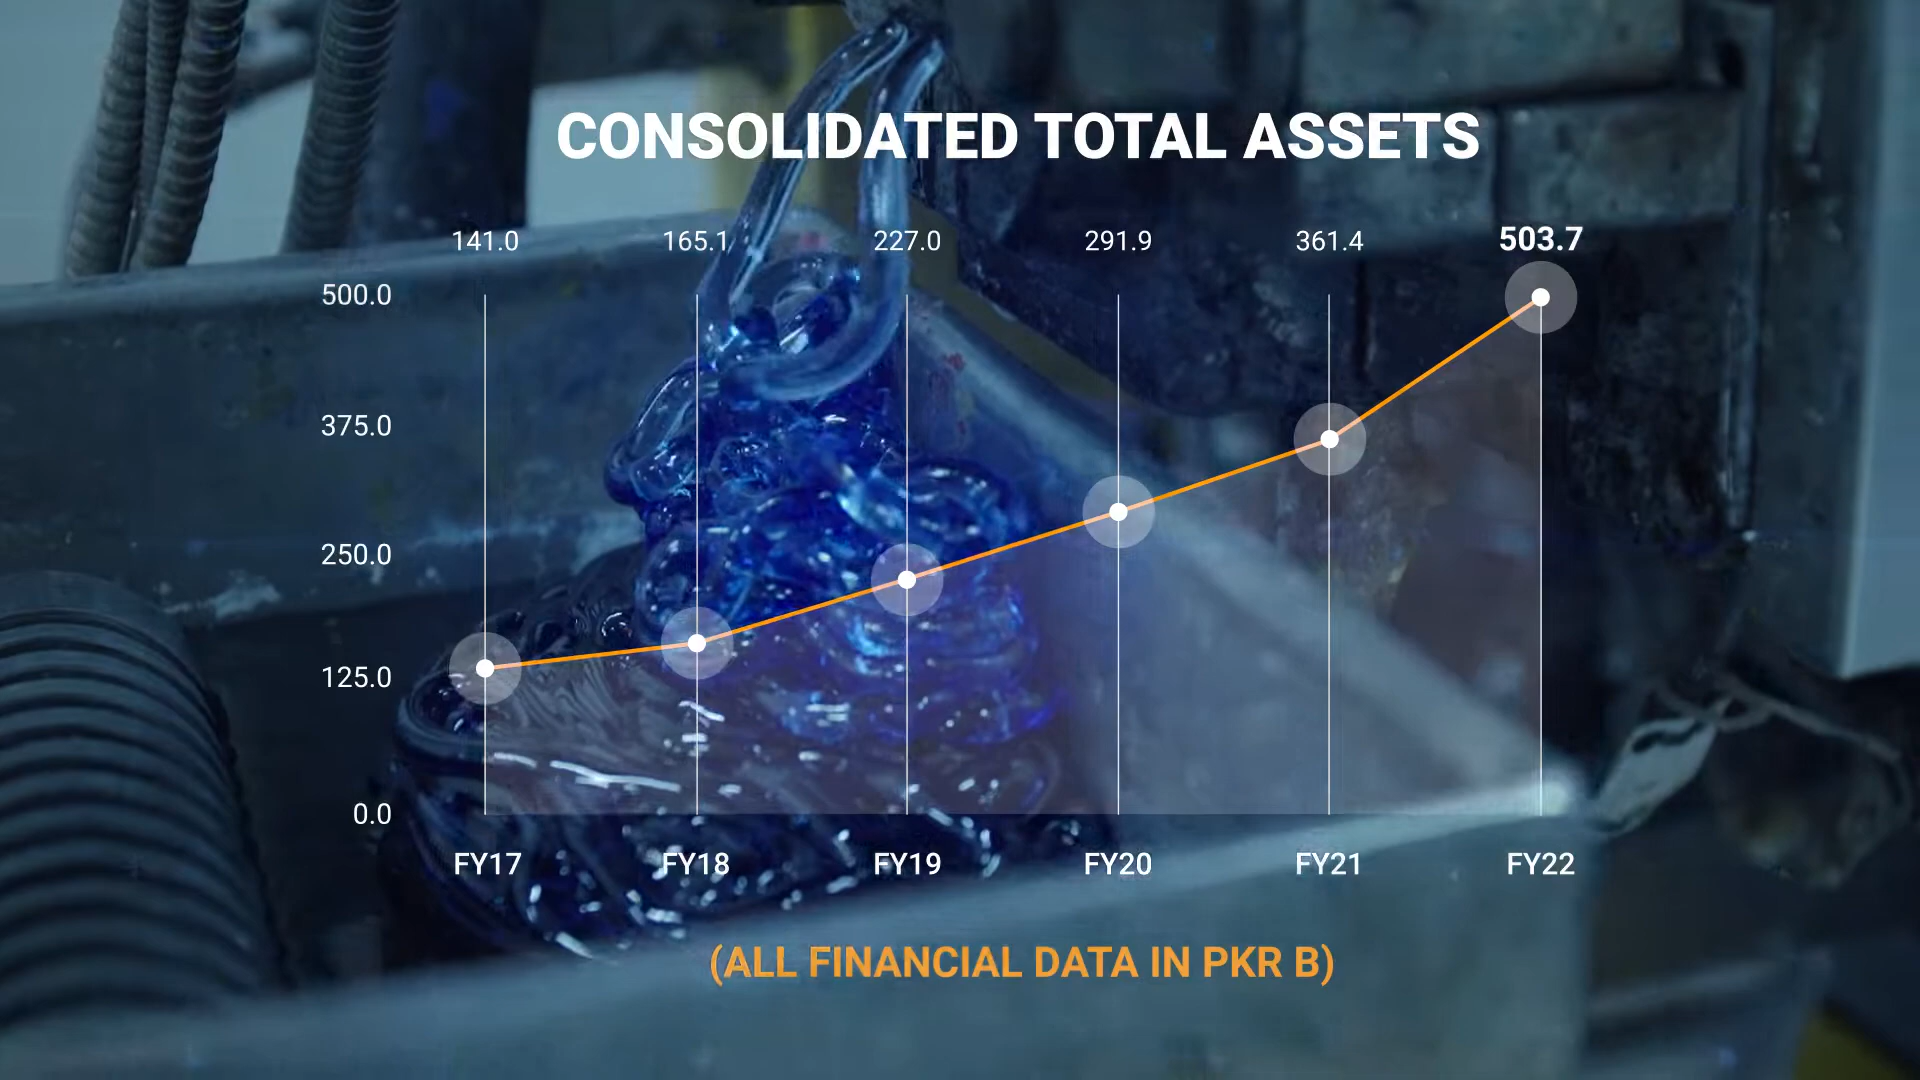 CONSOLIDATED TOTAL ASSETS
141.0 165.1 227.0 291.9 361.4 503.7
500.0
375.0
250.0
125.0
0.0
FY17 FY18 FY19 FY20 FY21 FY22
(ALL FINANCIAL DATA IN PKR B)